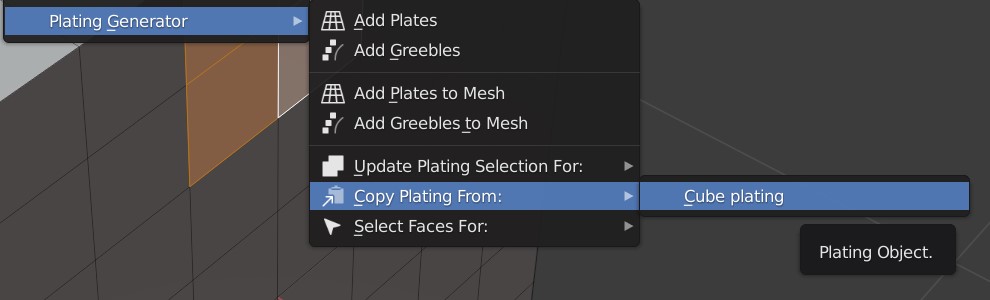 Plating Generator
Add Plates
Add Greebles
Add Plates to Mesh
Add Greebles to Mesh
Update Plating Selection For:
Copy Plating From:
Cube plating
Select Faces For:
Plating Object.